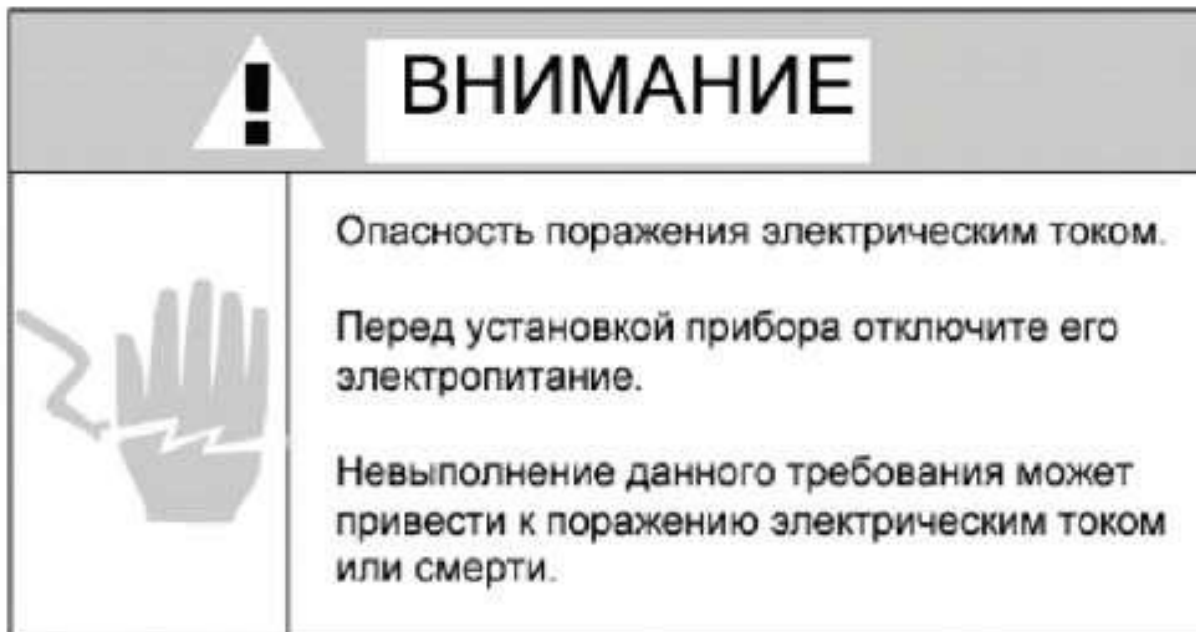 ВНИМАНИЕ
Опасность поражения электрическим током.
Перед установкой прибора отключите его
электропитание.
Невыполнение данного требования может
привести к поражению электрическим током
или смерти.